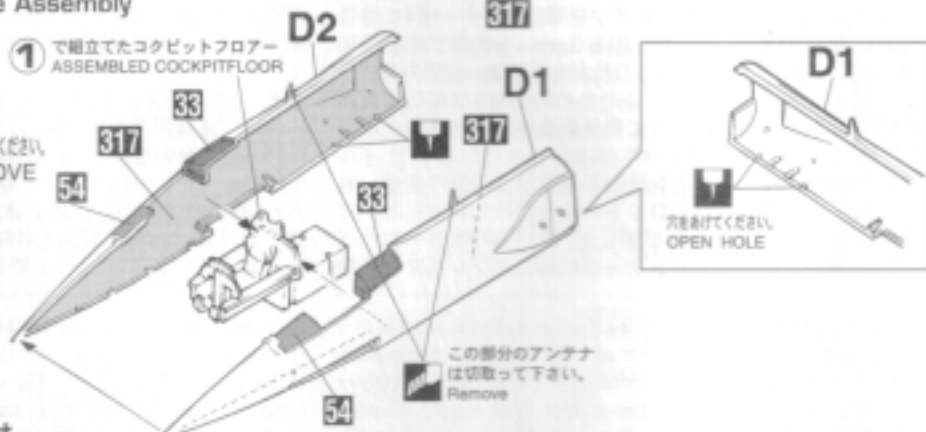 Assembly
317
① で組立てたコクピットフロアー
ASSEMBLED COCKPITFLOOR
D2
D1
D1
33
317
ください。
OVE
54
317
33
穴をあけてください。
OPEN HOLE
この部分のアンテナ
は切取って下さい。
Remove
54